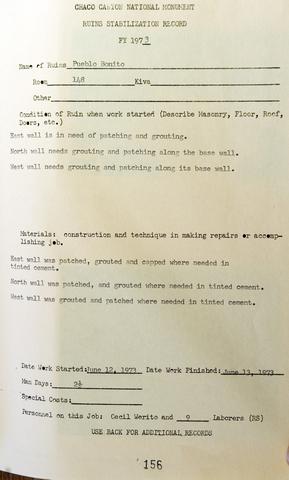 CHACO CANYON NATIONAL MONUMENT
RUINS STABILIZATION RECORD
FY 1973
Name of Ruins Pueblo Bonito
Room 148 Kiva
Other
Condition of Ruin when work started (Describe Masonry, Floor, Roof,
Doors, etc.)
East wall is in need of patching and grouting.
North wall needs grouting and patching along the base wall.
West wall needs grouting and patching along its base wall.
Materials: construction and technique in making repairs or accomp-
lishing job.
East wall was patched, grouted and capped where needed in
tinted cement.
North wall was patched, and grouted where needed in tinted cement.
West wall was grouted and patched where needed in tinted cement.
Date Work Started: June 12, 1973 Date Work Finished: June 13, 1973
Man Days: 2½
Special Costs:
Personnel on this Job: Cecil Werito and 9 Laborers (RS)
USE BACK FOR ADDITIONAL RECORDS
156